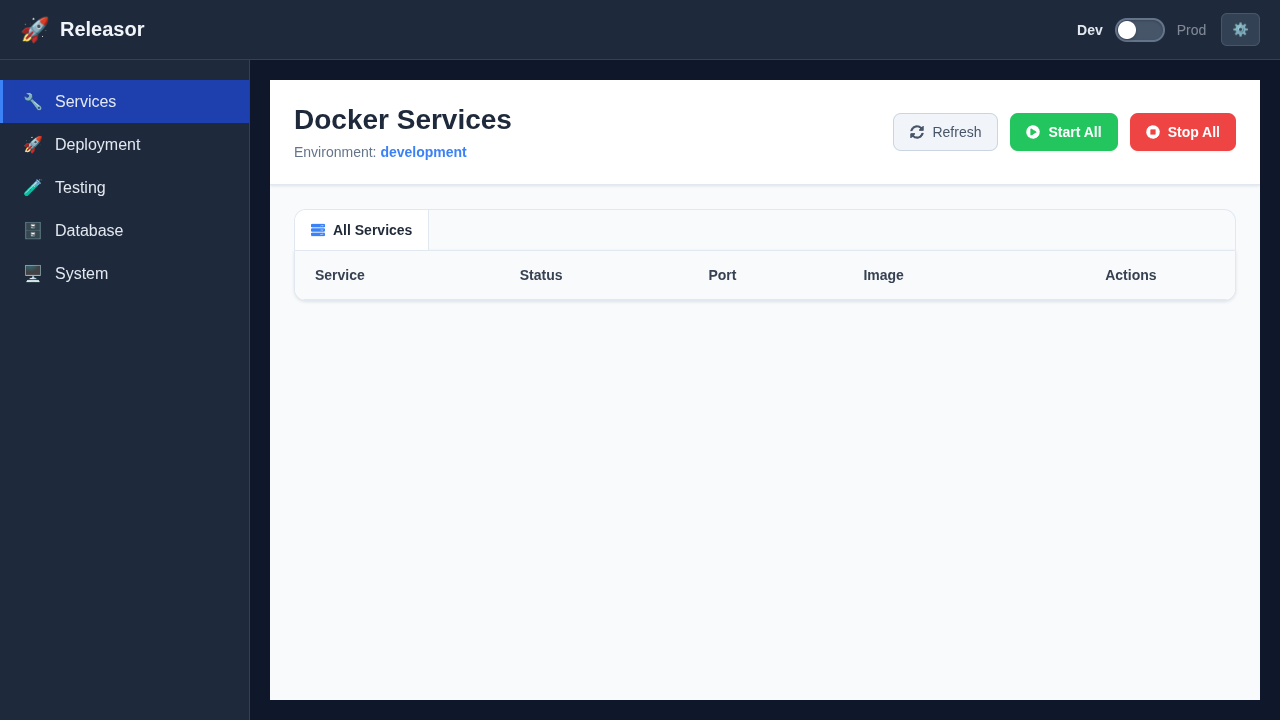 Releasor
Dev Prod
Services
Deployment
Testing
Database
System
Docker Services
Environment: development
Refresh
Start All
Stop All
All Services
Service Status Port Image Actions